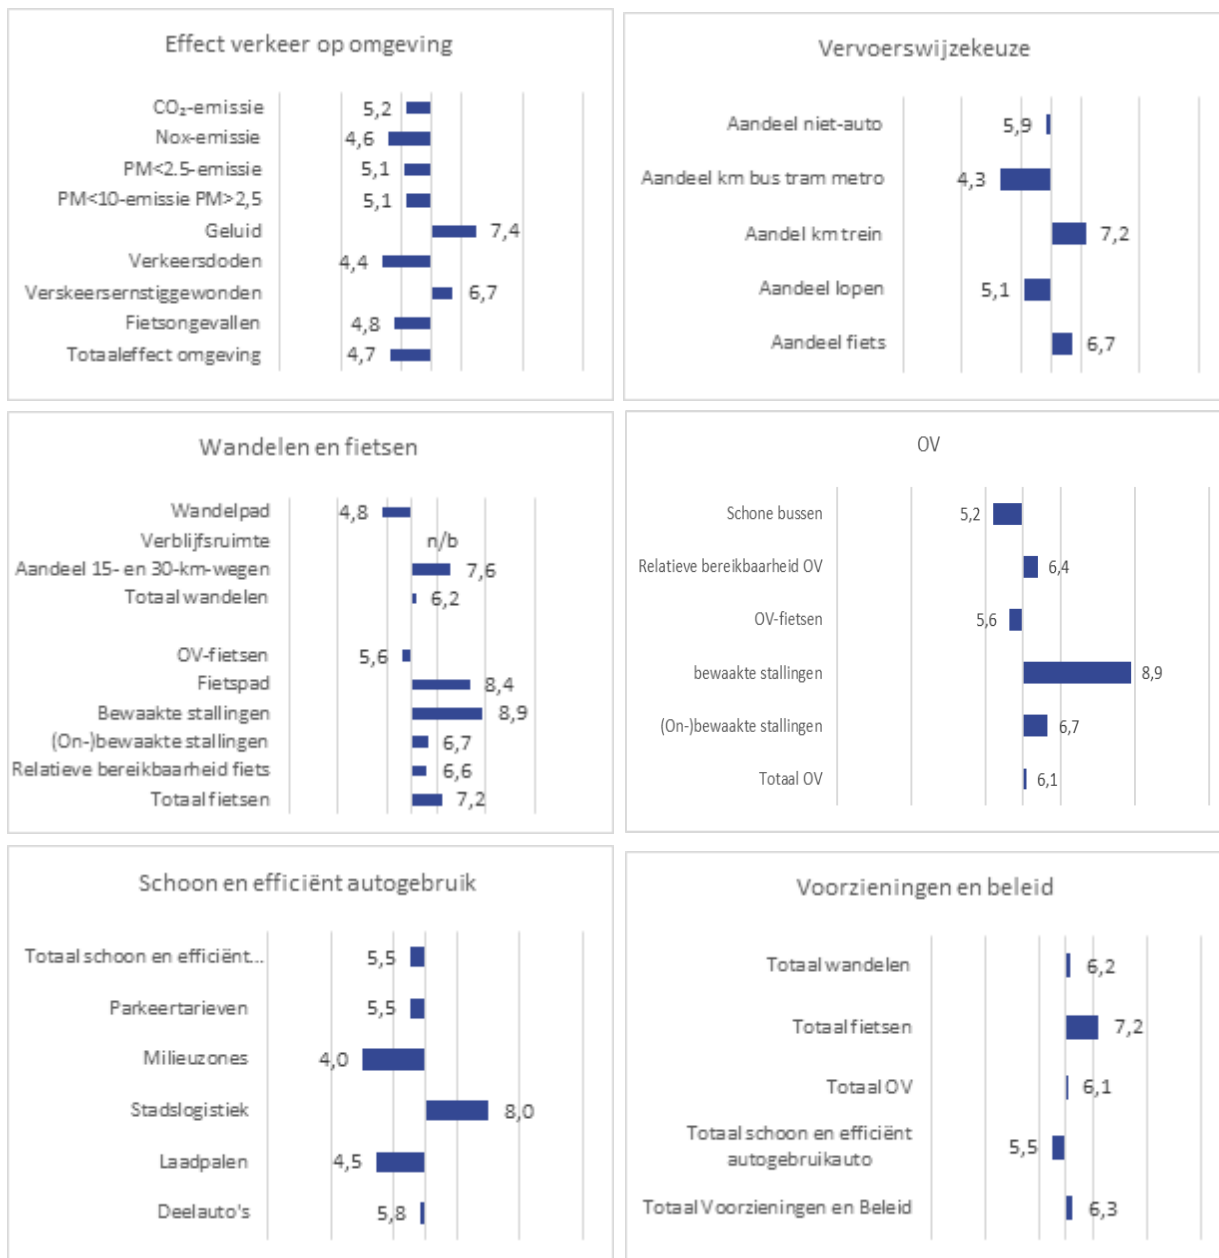 Effect verkeer op omgeving
CO₂-emissie 5,2
Nox-emissie 4,6
PM<2.5-emissie 5,1
PM<10-emissie PM>2,5 5,1
Geluid 7,4
Verkeersdoden 4,4
Verskeersernstiggewonden 6,7
Fietsongevallen 4,8
Totaaleffect omgeving 4,7
Vervoerswijzekeuze
Aandeel niet-auto 5,9
Aandeel km bus tram metro 4,3
Aandel km trein 7,2
Aandeel lopen 5,1
Aandeel fiets 6,7
Wandelen en fietsen
Wandelpad 4,8
Verblijfsruimte n/b
Aandeel 15- en 30-km-wegen 7,6
Totaal wandelen 6,2
OV-fietsen 5,6
Fietspad 8,4
Bewaakte stallingen 8,9
(On-)bewaakte stallingen 6,7
Relatieve bereikbaarheid fiets 6,6
Totaal fietsen 7,2
OV
Schone bussen 5,2
Relatieve bereikbaarheid OV 6,4
OV-fietsen 5,6
bewaakte stallingen 8,9
(On-)bewaakte stallingen 6,7
Totaal OV 6,1
Schoon en efficiënt autogebruik
Totaal schoon en efficiënt... 5,5
Parkeertarieven 5,5
Milieuzones 4,0
Stadslogistiek 8,0
Laadpalen 4,5
Deelauto's 5,8
Voorzieningen en beleid
Totaal wandelen 6,2
Totaal fietsen 7,2
Totaal OV 6,1
Totaal schoon en efficiënt
autogebruikauto 5,5
Totaal Voorzieningen en Beleid 6,3